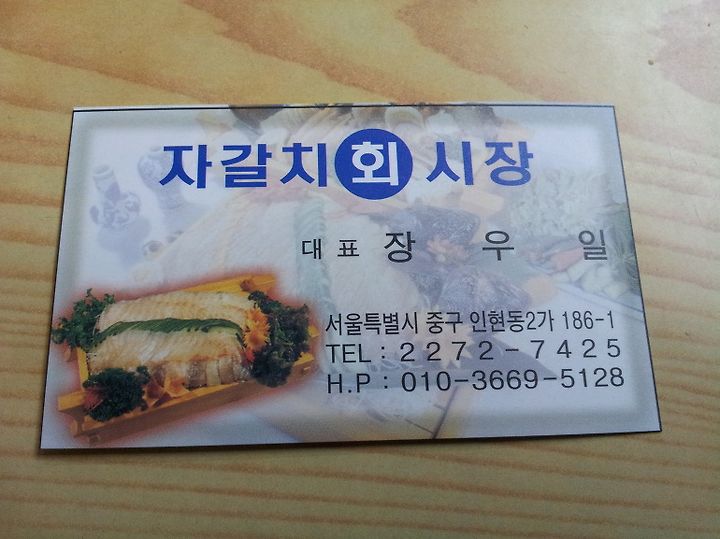 자갈치회시장
대표 장우일
서울특별시 중구 인현동2가 186-1
TEL : 2272-7425
H.P : 010-3669-5128